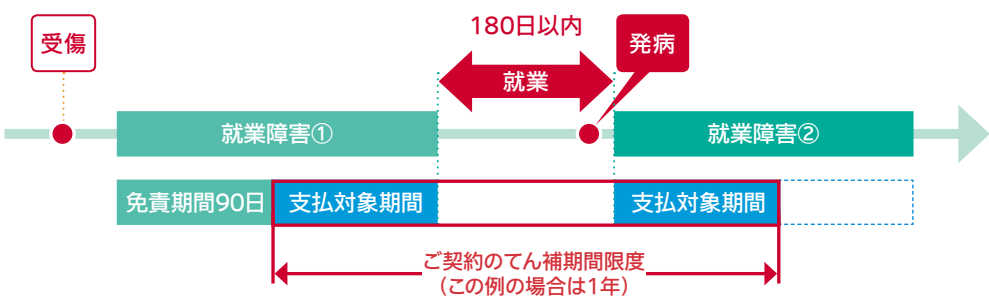 180日以内
受傷
発病
就業
就業障害①
就業障害②
免責期間90日
支払対象期間
支払対象期間
ご契約のてん補期間限度
（この例の場合は1年）